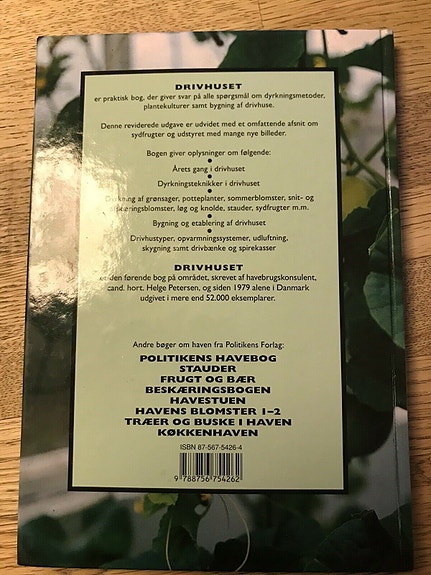 DRIVHUSET
er praktisk bog, der giver svar på alle spørgsmål om dyrkningsmetoder,
plantekulturer samt bygning af drivhuse.
Denne reviderede udgave er udvidet med et omfattende afsnit om
sydfrugter og udstyret med mange nye billeder.
Bogen giver oplysninger om følgende:
Årets gang i drivhuset
Dyrkningsteknikker i drivhuset
Dyrkning af grønsager, potteplanter, sommerblomster, snit- og
afskæringsblomster, løg og knolde, stauder, sydfrugter m.m.
Bygning og etablering af drivhuset
Drivhustyper, opvarmningssystemer, udluftning,
skygning samt drivbænke og spirekasser
DRIVHUSET
er den førende bog på området, skrevet af havebrugskonsulent,
cand. hort. Helge Petersen, og siden 1979 alene i Danmark
udgivet i mere end 52.000 eksemplarer.
Andre bøger om haven fra Politikens Forlag:
POLITIKENS HAVEBOG
STAUDER
FRUGT OG BÆR
BESKÆRINGSBOGEN
HAVESTUEN
HAVENS BLOMSTER 1–2
TRÆER OG BUSKE I HAVEN
KØKKENHAVEN
ISBN 87-567-5426-4
9 788756 754262